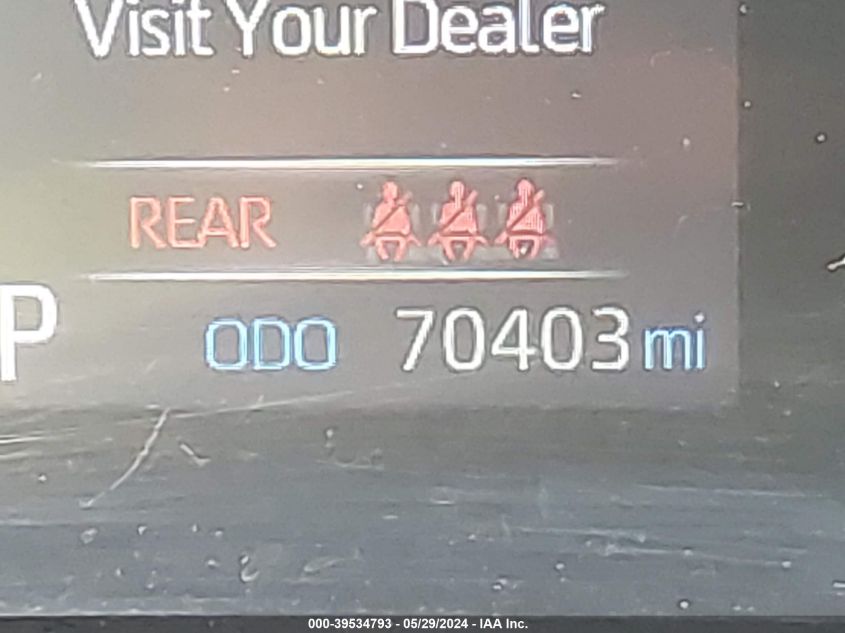 Visit Your Dealer
REAR
P ODO 70403 mi
000-39534793 - 05/29/2024 - IAA Inc.